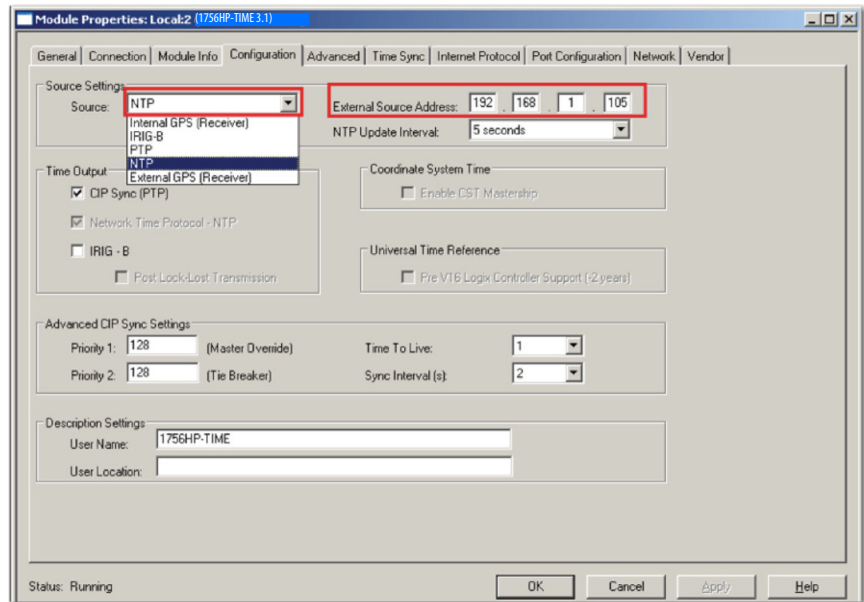 Module Properties: Local:2 (1756HP-TIME 3.1)
General Connection Module Info Configuration Advanced Time Sync Internet Protocol Port Configuration Network Vendor
Source Settings
Source: NTP External Source Address: 192 . 168 . 1 . 105
Internal GPS (Receiver)
IRIG-B
PTP
NTP
External GPS (Receiver)
NTP Update Interval: 5 seconds
Time Output
CIP Sync (PTP)
Network Time Protocol - NTP
IRIG - B
Post Lock-Lost Transmission
Coordinate System Time
Enable CST Mastership
Universal Time Reference
Pre V16 Logix Controller Support (-2 years)
Advanced CIP Sync Settings
Priority 1: 128 (Master Override) Time To Live: 1
Priority 2: 128 (Tie Breaker) Sync Interval (s): 2
Description Settings
User Name: 1756HP-TIME
User Location:
Status: Running OK Cancel Apply Help